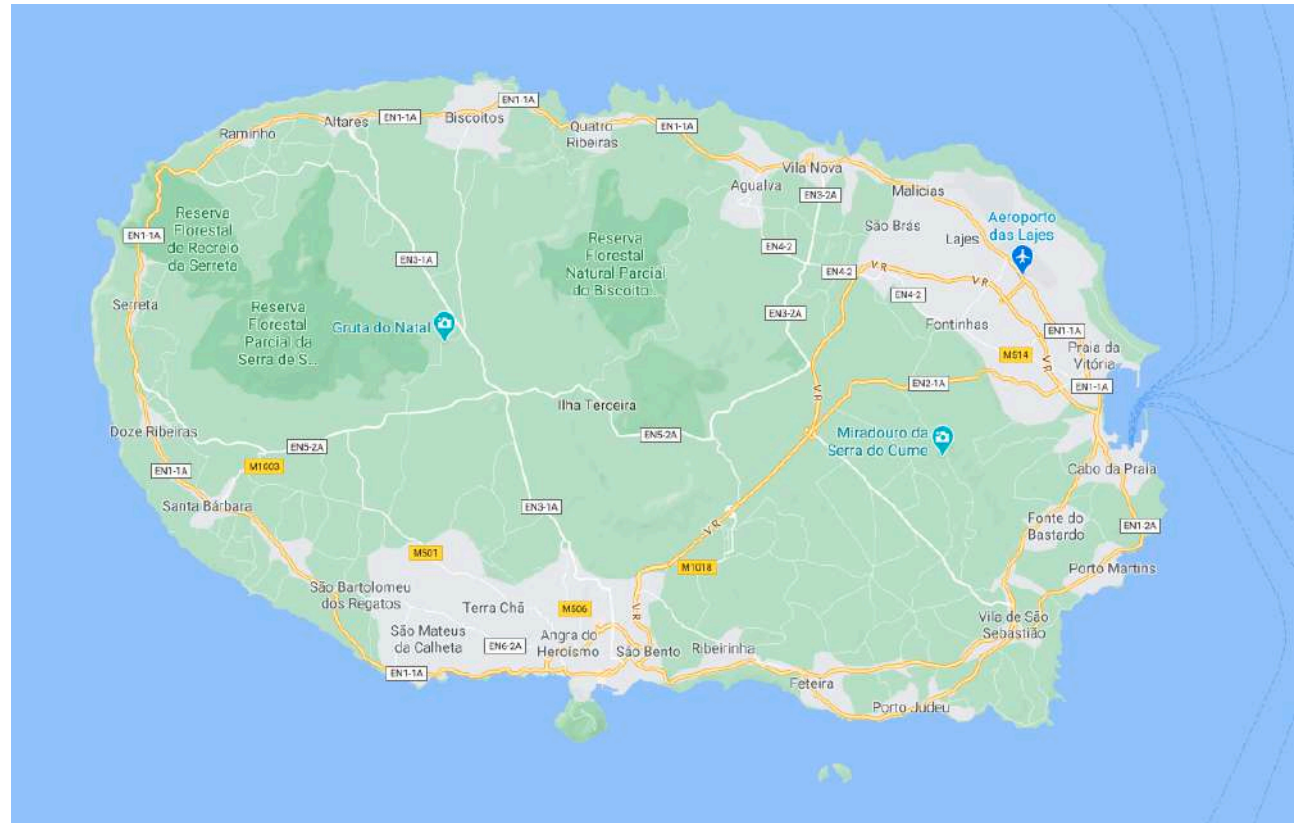 EN1-1A
Biscoitos
EN1-1A
Altares
Raminho
Quatro
Ribeiras
EN1-1A
Vila Nova
Agualva
EN3-2A
Malícias
Reserva
Florestal
de Recreio
da Serreta
EN1-1A
São Brás
Aeroporto
das Lajes
Lajes
Reserva
Florestal
Natural Parcial
do Biscoito...
EN4-2
EN3-1A
EN4-2
VR
VR
EN4-2
Serreta
Reserva
Florestal
Parcial da
Serra de S...
Gruta do Natal
EN3-2A
Fontinhas
EN1-1A
M514
VR
Praia da
Vitória
VR
EN2-1A
EN1-1A
Ilha Terceira
Doze Ribeiras
EN5-2A
EN5-2A
Miradouro da
Serra do Cume
M1003
EN1-1A
Cabo da Praia
Santa Bárbara
EN3-1A
VR
Fonte do
Bastardo
EN1-2A
M501
M1018
Porto Martins
São Bartolomeu
dos Regatos
Terra Chã
M506
VR
Vila de São
Sebastião
São Mateus
da Calheta
EN6-2A
Angra do
Heroísmo
São Bento
Ribeirinha
EN1-1A
Feteira
Porto Judeu